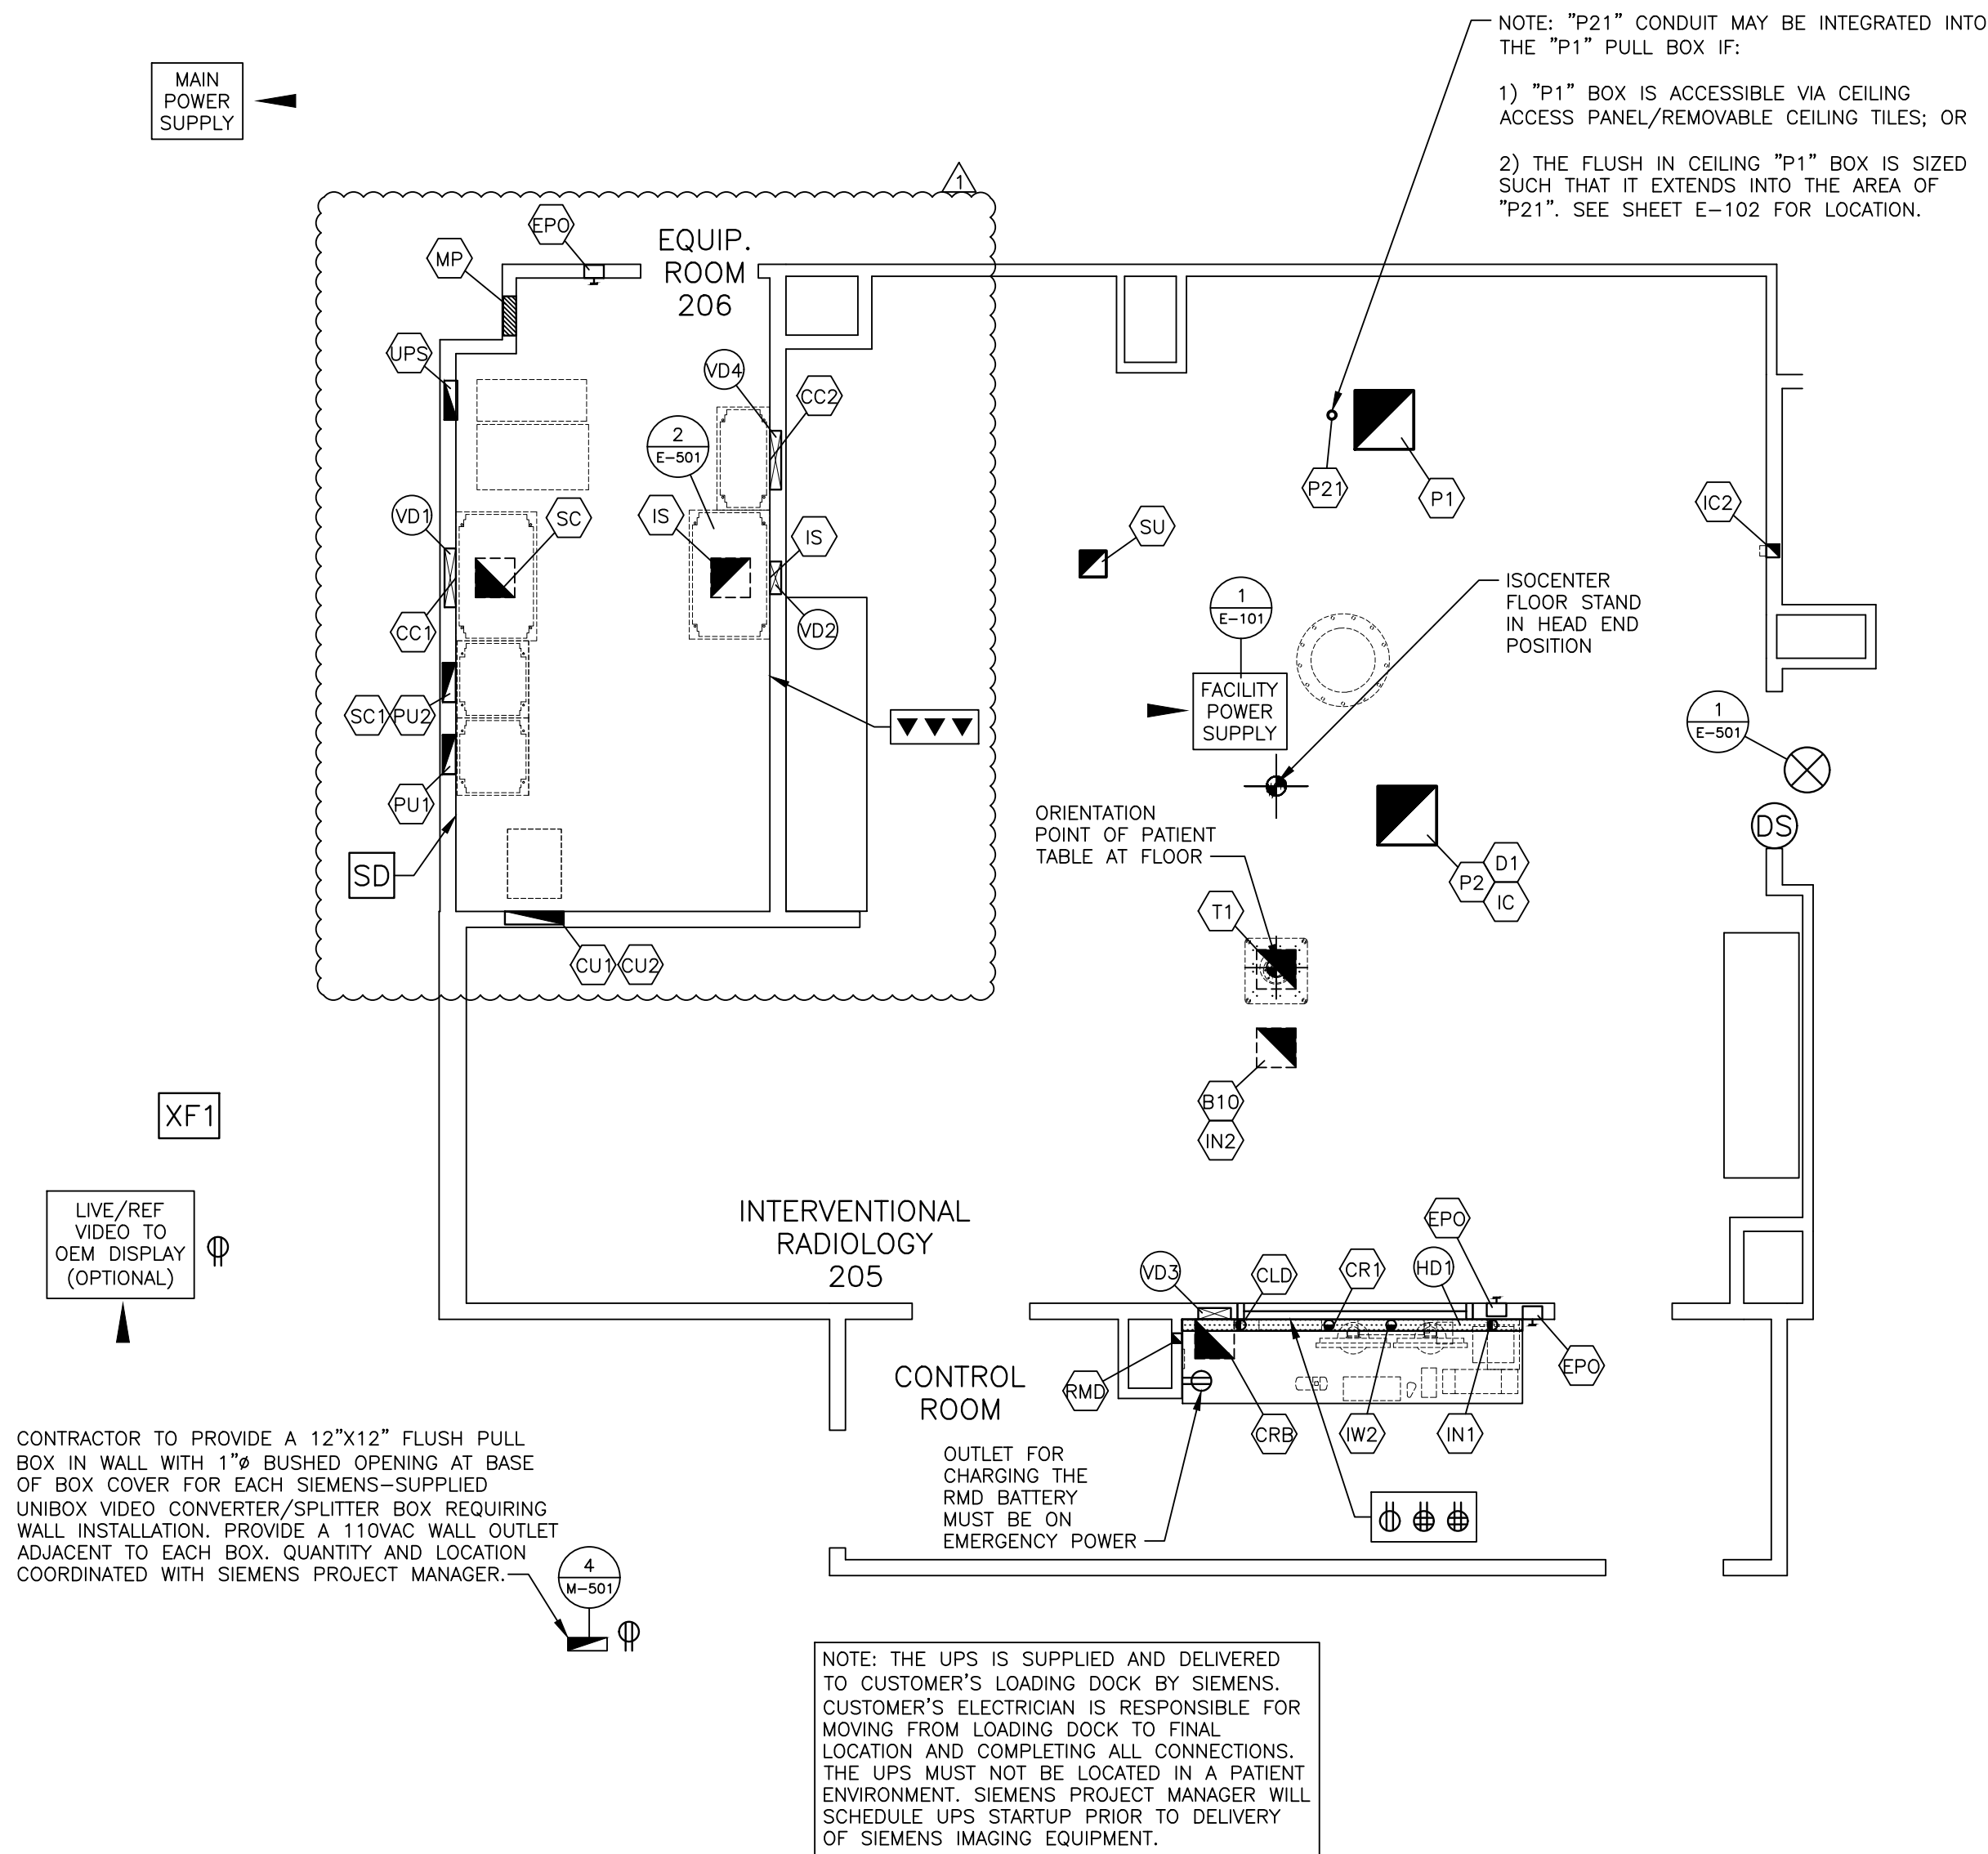 NOTE: "P21" CONDUIT MAY BE INTEGRATED INTO
THE "P1" PULL BOX IF:
1) "P1" BOX IS ACCESSIBLE VIA CEILING
ACCESS PANEL/REMOVABLE CEILING TILES; OR
2) THE FLUSH IN CEILING "P1" BOX IS SIZED
SUCH THAT IT EXTENDS INTO THE AREA OF
"P21". SEE SHEET E-102 FOR LOCATION.
MAIN
POWER
SUPPLY
1
EPO
MP
EQUIP.
ROOM
206
UPS
VD4
CC2
2
E-501
VD1
SC
IS
IS
CC1
VD2
SC1
PU2
PU1
SD
CU1
CU2
P21
P1
SU
IC2
1
E-101
ISOCENTER
FLOOR STAND
IN HEAD END
POSITION
FACILITY
POWER
SUPPLY
1
E-501
DS
ORIENTATION
POINT OF PATIENT
TABLE AT FLOOR
D1
P2
IC
T1
B10
IN2
XF1
LIVE/REF
VIDEO TO
OEM DISPLAY
(OPTIONAL)
INTERVENTIONAL
RADIOLOGY
205
EPO
VD3
CLD
CR1
HD1
EPO
CONTROL
ROOM
RMD
CRB
IW2
IN1
OUTLET FOR
CHARGING THE
RMD BATTERY
MUST BE ON
EMERGENCY POWER
CONTRACTOR TO PROVIDE A 12"X12" FLUSH PULL
BOX IN WALL WITH 1"ø BUSHED OPENING AT BASE
OF BOX COVER FOR EACH SIEMENS-SUPPLIED
UNIBOX VIDEO CONVERTER/SPLITTER BOX REQUIRING
WALL INSTALLATION. PROVIDE A 110VAC WALL OUTLET
ADJACENT TO EACH BOX. QUANTITY AND LOCATION
COORDINATED WITH SIEMENS PROJECT MANAGER.
4
M-501
NOTE: THE UPS IS SUPPLIED AND DELIVERED
TO CUSTOMER'S LOADING DOCK BY SIEMENS.
CUSTOMER'S ELECTRICIAN IS RESPONSIBLE FOR
MOVING FROM LOADING DOCK TO FINAL
LOCATION AND COMPLETING ALL CONNECTIONS.
THE UPS MUST NOT BE LOCATED IN A PATIENT
ENVIRONMENT. SIEMENS PROJECT MANAGER WILL
SCHEDULE UPS STARTUP PRIOR TO DELIVERY
OF SIEMENS IMAGING EQUIPMENT.